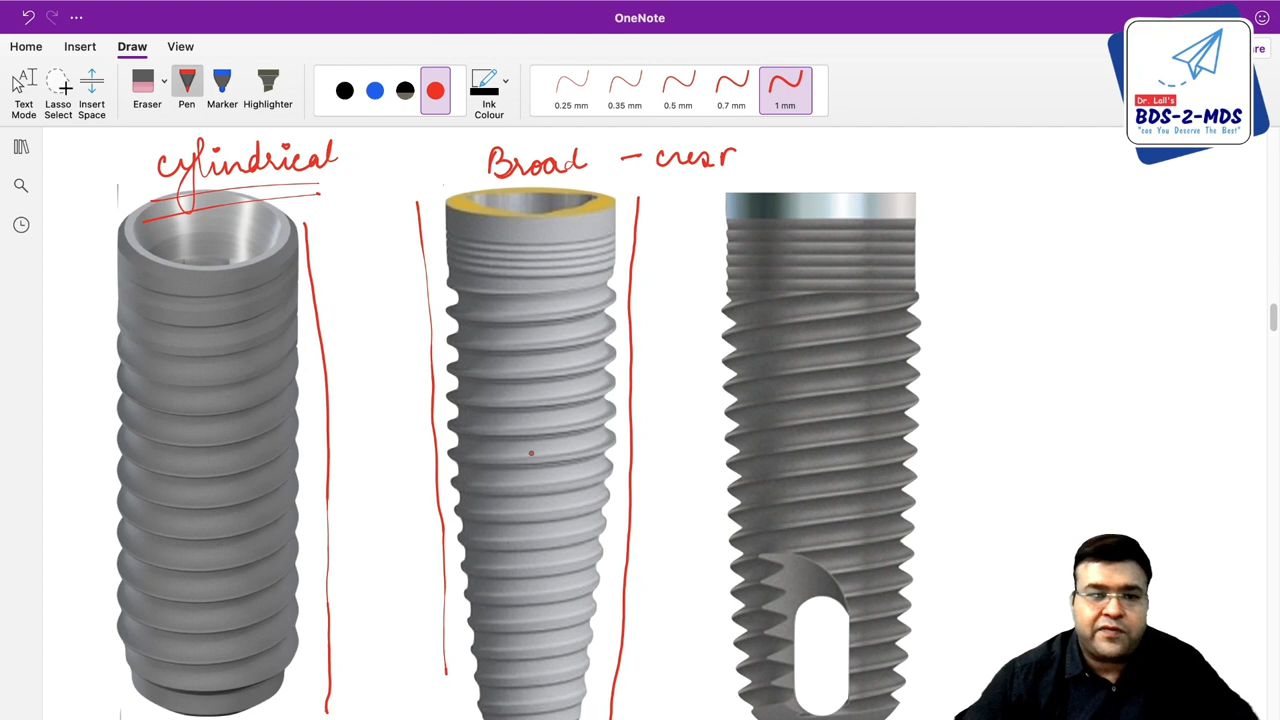 OneNote
Home Insert Draw View
Text Mode
Lasso Select
Insert Space
Eraser
Pen
Marker
Highlighter
Ink Colour
0.25 mm 0.35 mm 0.5 mm 0.7 mm 1 mm
Dr. Lall's
BDS-2-MDS
"cos You Deserve The Best"
cylindrical
Broad -